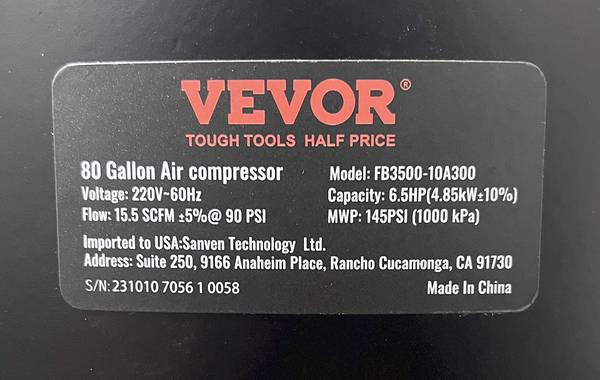 VEVOR®
TOUGH TOOLS HALF PRICE
80 Gallon Air compressor
Model: FB3500-10A300
Voltage: 220V~60Hz
Capacity: 6.5HP(4.85kW±10%)
Flow: 15.5 SCFM ±5%@ 90 PSI
MWP: 145PSI (1000 kPa)
Imported to USA:Sanven Technology Ltd.
Address: Suite 250, 9166 Anaheim Place, Rancho Cucamonga, CA 91730
S/N: 231010 7056 1 0058
Made In China